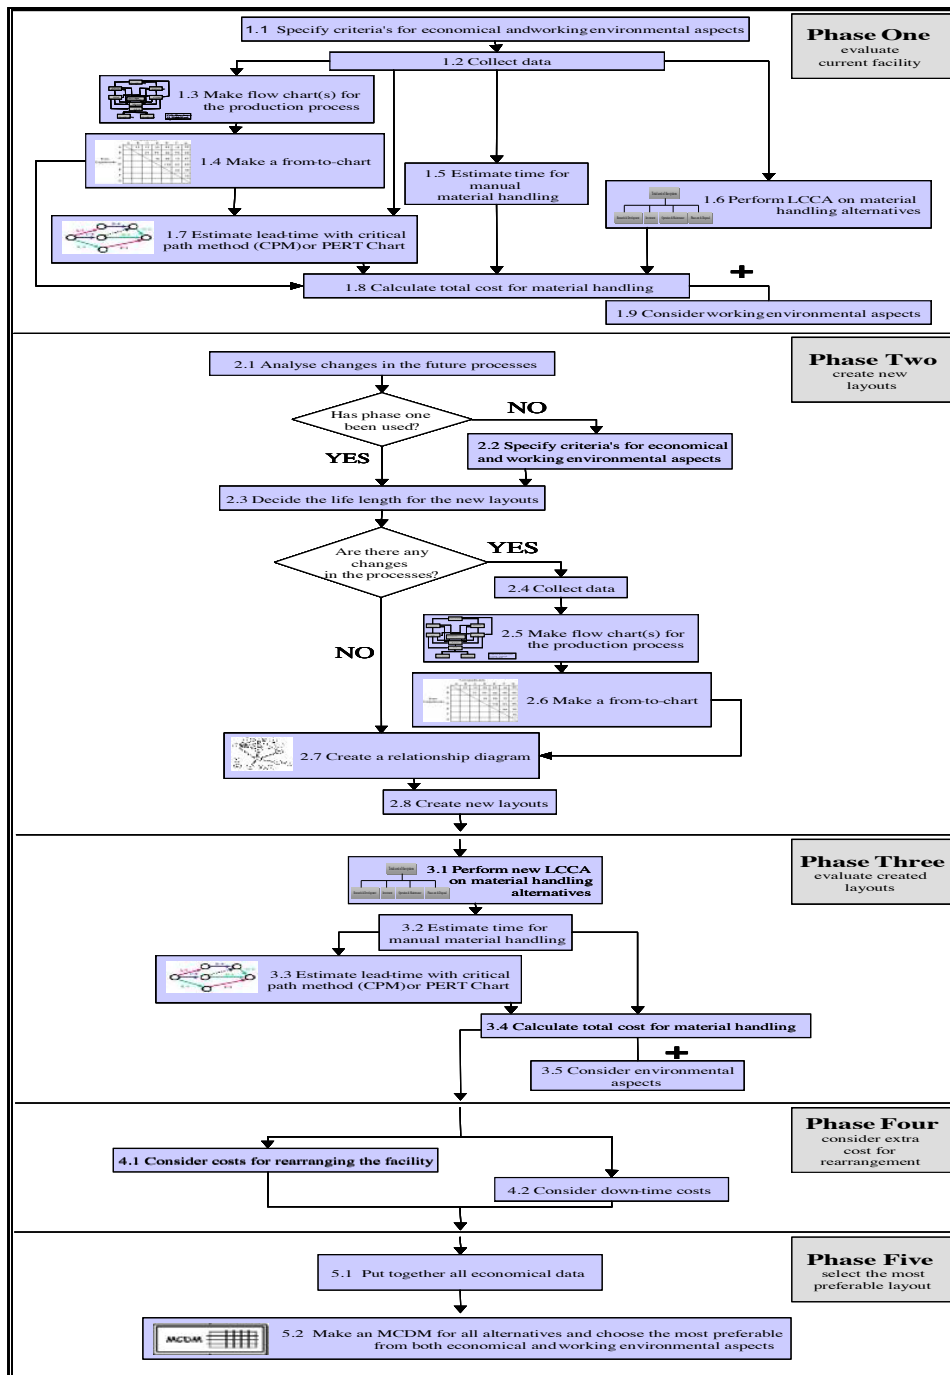 1.1 Specify criteria's for economical andworking environmental aspects
Phase One
evaluate
current facility
1.2 Collect data
1.3 Make flow chart(s) for
the production process
1.4 Make a from-to-chart
1.5 Estimate time for
manual
material handling
1.6 Perform LCCA on material
handling alternatives
1.7 Estimate lead-time with critical
path method (CPM)or PERT Chart
+
1.8 Calculate total cost for material handling
1.9 Consider working environmental aspects
Phase Two
create new
layouts
2.1 Analyse changes in the future processes
Has phase one
been used?
NO
YES
2.2 Specify criteria's for economical
and working environmental aspects
2.3 Decide the life length for the new layouts
Are there any
changes
in the processes?
YES
2.4 Collect data
2.5 Make flow chart(s) for
the production process
NO
2.6 Make a from-to-chart
2.7 Create a relationship diagram
2.8 Create new layouts
Phase Three
evaluate created
layouts
3.1 Perform new LCCA
on material handling
alternatives
3.2 Estimate time for
manual material handling
3.3 Estimate lead-time with critical
path method (CPM)or PERT Chart
3.4 Calculate total cost for material handling
+
3.5 Consider environmental
aspects
Phase Four
consider extra
cost for
rearrangement
4.1 Consider costs for rearranging the facility
4.2 Consider down-time costs
Phase Five
select the most
preferable layout
5.1 Put together all economical data
MCDM
5.2 Make an MCDM for all alternatives and choose the most preferable
from both economical and working environmental aspects